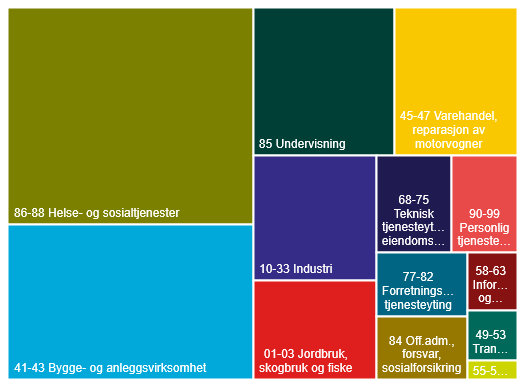 86-88 Helse- og sosialtjenester
41-43 Bygge- og anleggsvirksomhet
85 Undervisning
45-47 Varehandel,
reparasjon av
motorvogner
10-33 Industri
01-03 Jordbruk,
skogbruk og fiske
68-75
Teknisk
tjenesteyt…
eiendoms…
90-99
Personlig
tjeneste…
77-82
Forretnings…
tjenesteyting
84 Off.adm.,
forsvar,
sosialforsikring
58-63
Infor…
og…
49-53
Tran…
55-5…